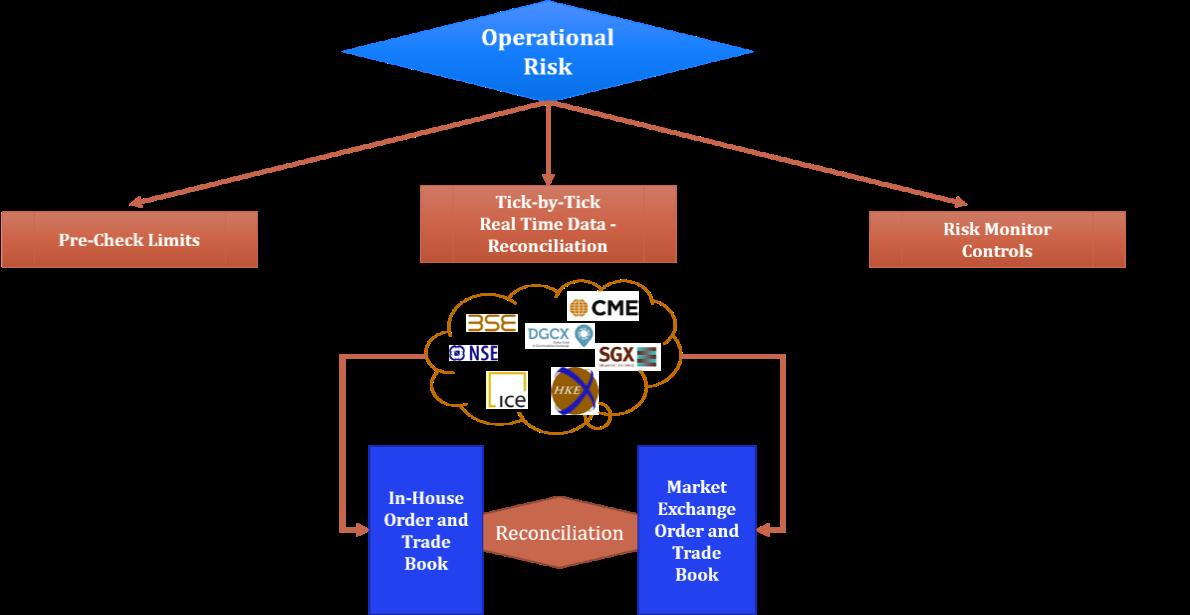 Operational
Risk
Pre-Check Limits
Tick-by-Tick
Real Time Data -
Reconciliation
Risk Monitor
Controls
CME
BSE
DGCX
NSE
SGX
ice
HKEX
In-House
Order and
Trade
Book
Reconciliation
Market
Exchange
Order and
Trade
Book